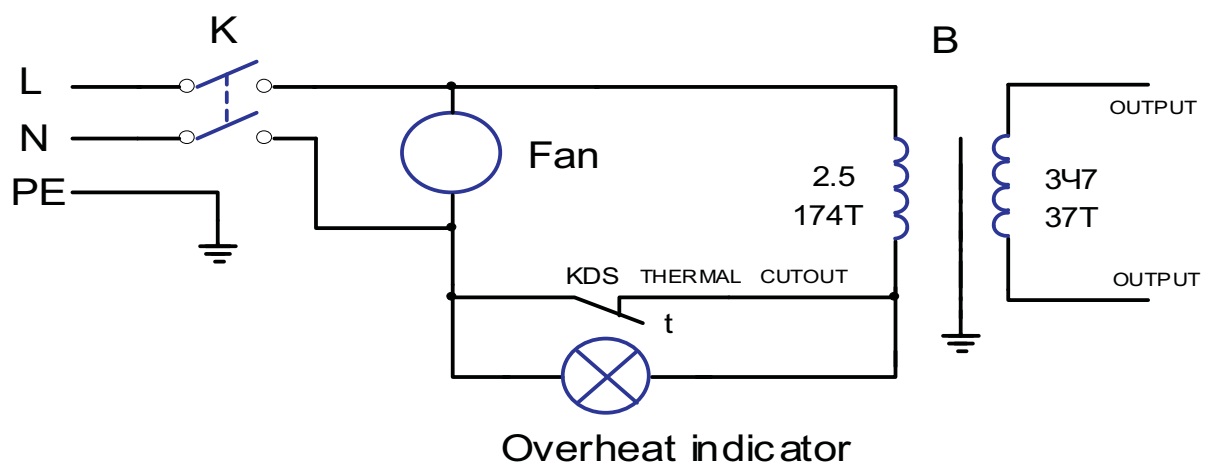 K
B
L
OUTPUT
N
Fan
2.5
174T
3Ч7
37T
PE
KDS THERMAL CUTOUT
OUTPUT
t
Overheat indicator